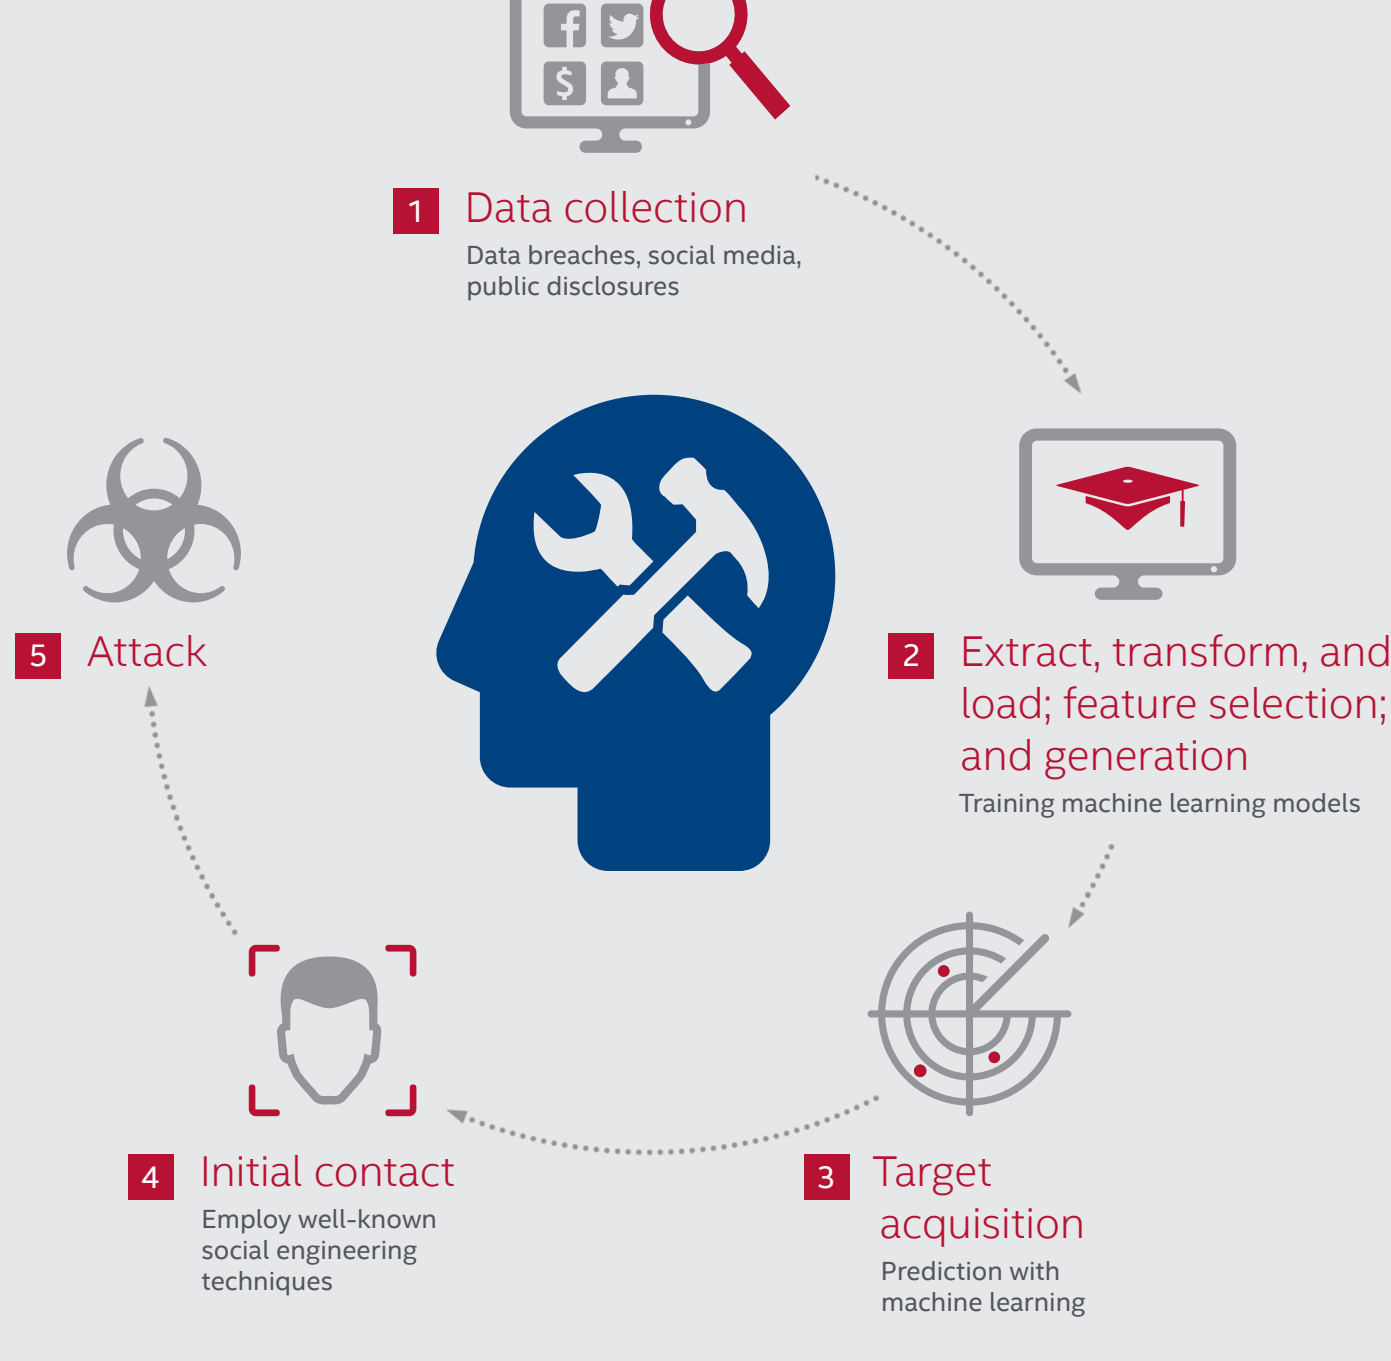 1
Data collection
Data breaches, social media,
public disclosures
2
Extract, transform, and
load; feature selection;
and generation
Training machine learning models
3
Target
acquisition
Prediction with
machine learning
4
Initial contact
Employ well-known
social engineering
techniques
5
Attack